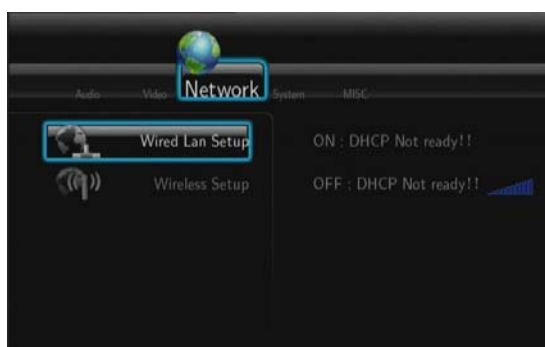 Audio Video Network System MISC
Wired Lan Setup ON : DHCP Not ready!!
Wireless Setup OFF : DHCP Not ready!!